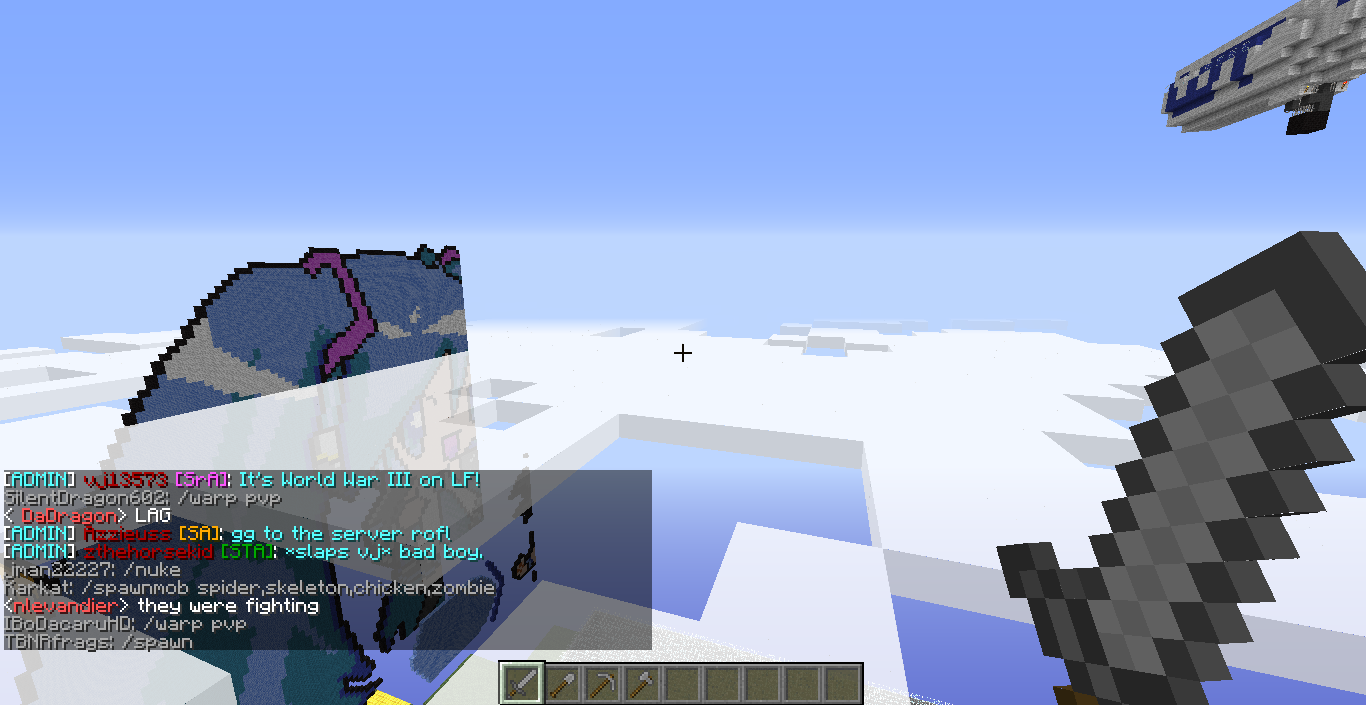 [ADMIN] vj13573 [SrA]: It's World War III on LF!
SilentDragon602: /warp pvp
< DaDragon> LAG
[ADMIN] Azzieuss [SA]: gg to the server rofl
[ADMIN] zthehorsekid [STA]: *slaps vj* bad boy.
jman22227: /nuke
narkat: /spawnmob spider,skeleton,chicken,zombie
<nlevandier> they were fighting
IBoDacaruHD: /warp pvp
TBNRfrags: /spawn